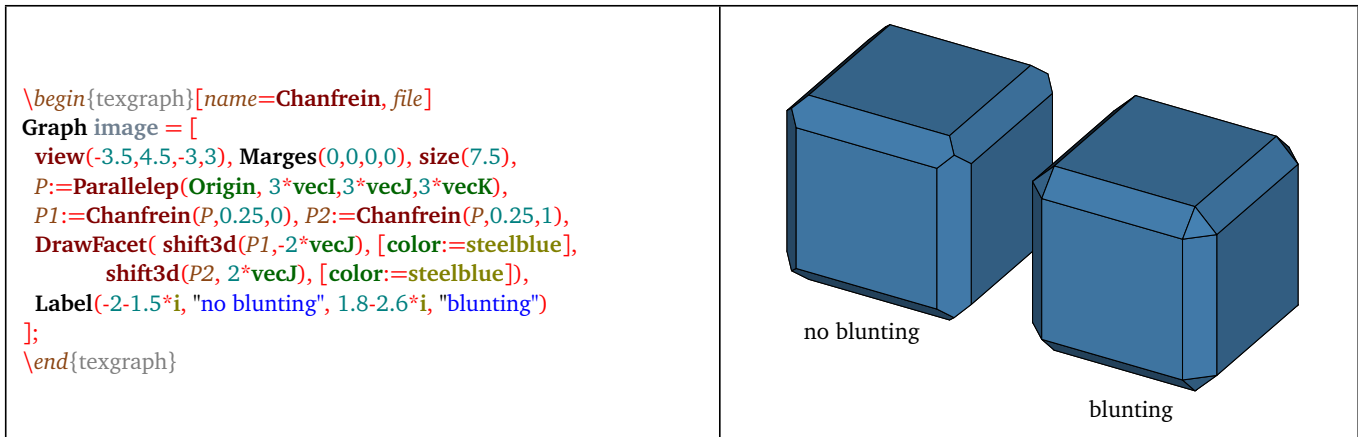 \begin{texgraph}[name=Chanfrein, file]
Graph image = [
view(-3.5,4.5,-3,3), Marges(0,0,0,0), size(7.5),
P:=Parallelep(Origin, 3*vecI,3*vecJ,3*vecK),
P1:=Chanfrein(P,0.25,0), P2:=Chanfrein(P,0.25,1),
DrawFacet( shift3d(P1,-2*vecJ), [color:=steelblue],
shift3d(P2, 2*vecJ), [color:=steelblue]),
Label(-2-1.5*i, "no blunting", 1.8-2.6*i, "blunting")
];
\end{texgraph}
no blunting
blunting